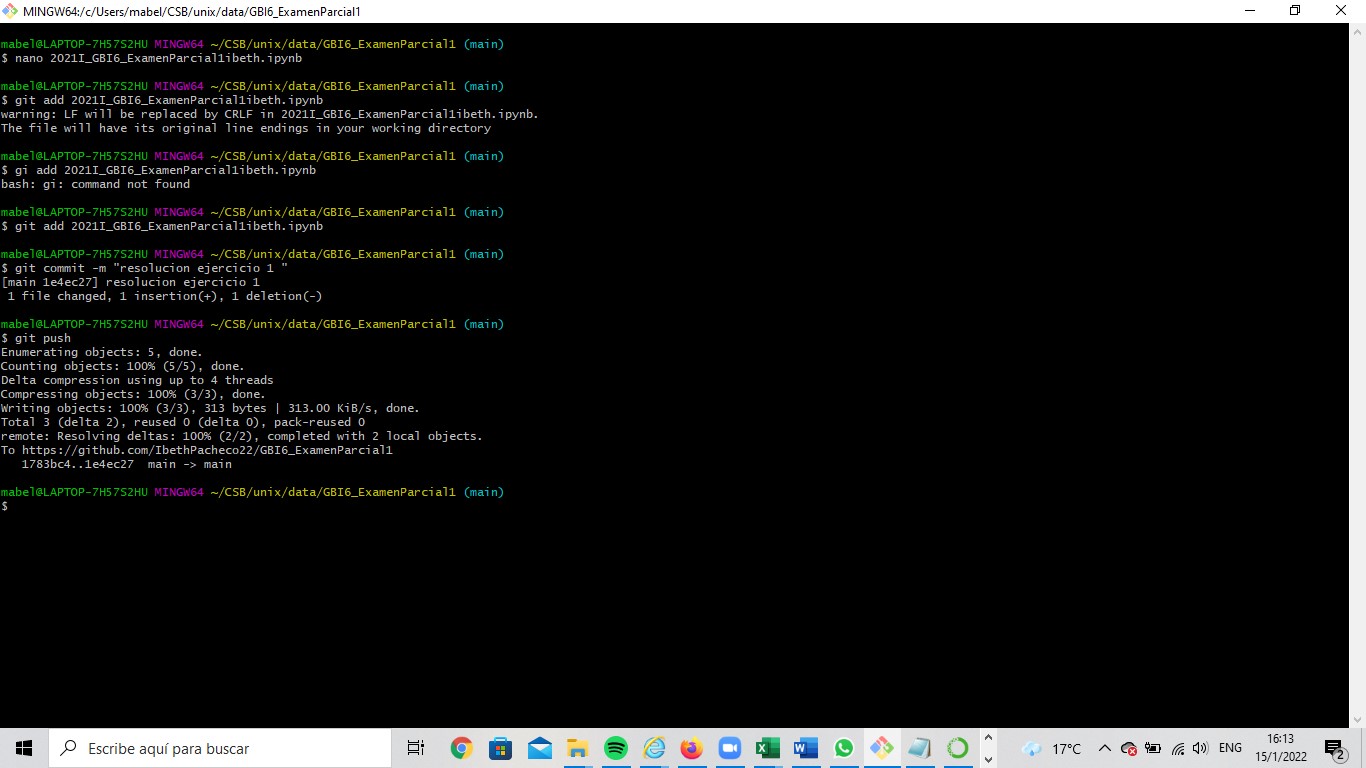 MINGW64:/c/Users/mabel/CSB/unix/data/GBI6_ExamenParcial1
mabel@LAPTOP-7H57S2HU MINGW64 ~/CSB/unix/data/GBI6_ExamenParcial1 (main)
$ nano 2021I_GBI6_ExamenParcial1ibeth.ipynb
mabel@LAPTOP-7H57S2HU MINGW64 ~/CSB/unix/data/GBI6_ExamenParcial1 (main)
$ git add 2021I_GBI6_ExamenParcial1ibeth.ipynb
warning: LF will be replaced by CRLF in 2021I_GBI6_ExamenParcial1ibeth.ipynb.
The file will have its original line endings in your working directory
mabel@LAPTOP-7H57S2HU MINGW64 ~/CSB/unix/data/GBI6_ExamenParcial1 (main)
$ gi add 2021I_GBI6_ExamenParcial1ibeth.ipynb
bash: gi: command not found
mabel@LAPTOP-7H57S2HU MINGW64 ~/CSB/unix/data/GBI6_ExamenParcial1 (main)
$ git add 2021I_GBI6_ExamenParcial1ibeth.ipynb
mabel@LAPTOP-7H57S2HU MINGW64 ~/CSB/unix/data/GBI6_ExamenParcial1 (main)
$ git commit -m "resolucion ejercicio 1 "
[main 1e4ec27] resolucion ejercicio 1
1 file changed, 1 insertion(+), 1 deletion(-)
mabel@LAPTOP-7H57S2HU MINGW64 ~/CSB/unix/data/GBI6_ExamenParcial1 (main)
$ git push
Enumerating objects: 5, done.
Counting objects: 100% (5/5), done.
Delta compression using up to 4 threads
Compressing objects: 100% (3/3), done.
Writing objects: 100% (3/3), 313 bytes | 313.00 KiB/s, done.
Total 3 (delta 2), reused 0 (delta 0), pack-reused 0
remote: Resolving deltas: 100% (2/2), completed with 2 local objects.
To https://github.com/IbethPacheco22/GBI6_ExamenParcial1
1783bc4..1e4ec27 main -> main
mabel@LAPTOP-7H57S2HU MINGW64 ~/CSB/unix/data/GBI6_ExamenParcial1 (main)
$
Escribe aquí para buscar
17°C
ENG
16:13
15/1/2022
2